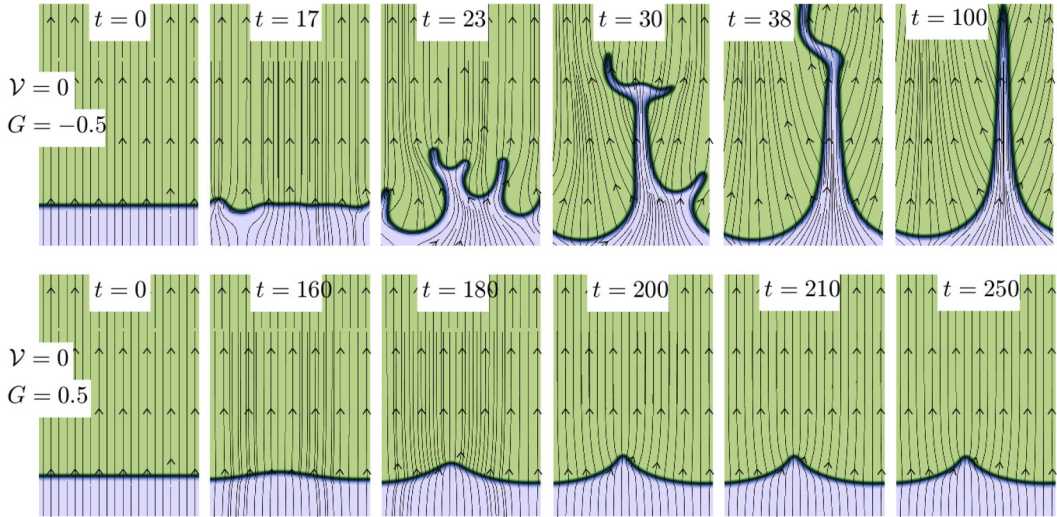 t = 0 t = 17 t = 23 t = 30 t = 38 t = 100
𝒱 = 0
G = −0.5
t = 0 t = 160 t = 180 t = 200 t = 210 t = 250
𝒱 = 0
G = 0.5